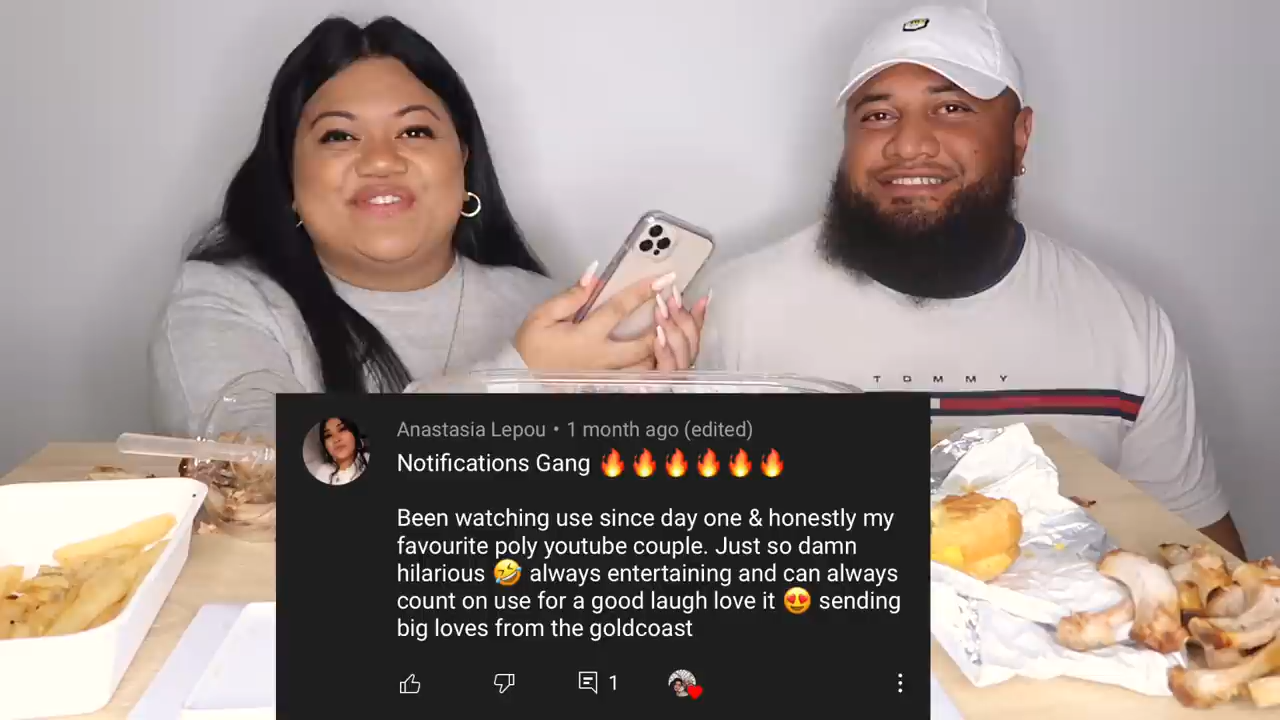 TOMMY
Anastasia Lepou • 1 month ago (edited)
Notifications Gang 🔥🔥🔥🔥🔥🔥
Been watching use since day one & honestly my
favourite poly youtube couple. Just so damn
hilarious 🤣 always entertaining and can always
count on use for a good laugh love it 😍 sending
big loves from the goldcoast
1